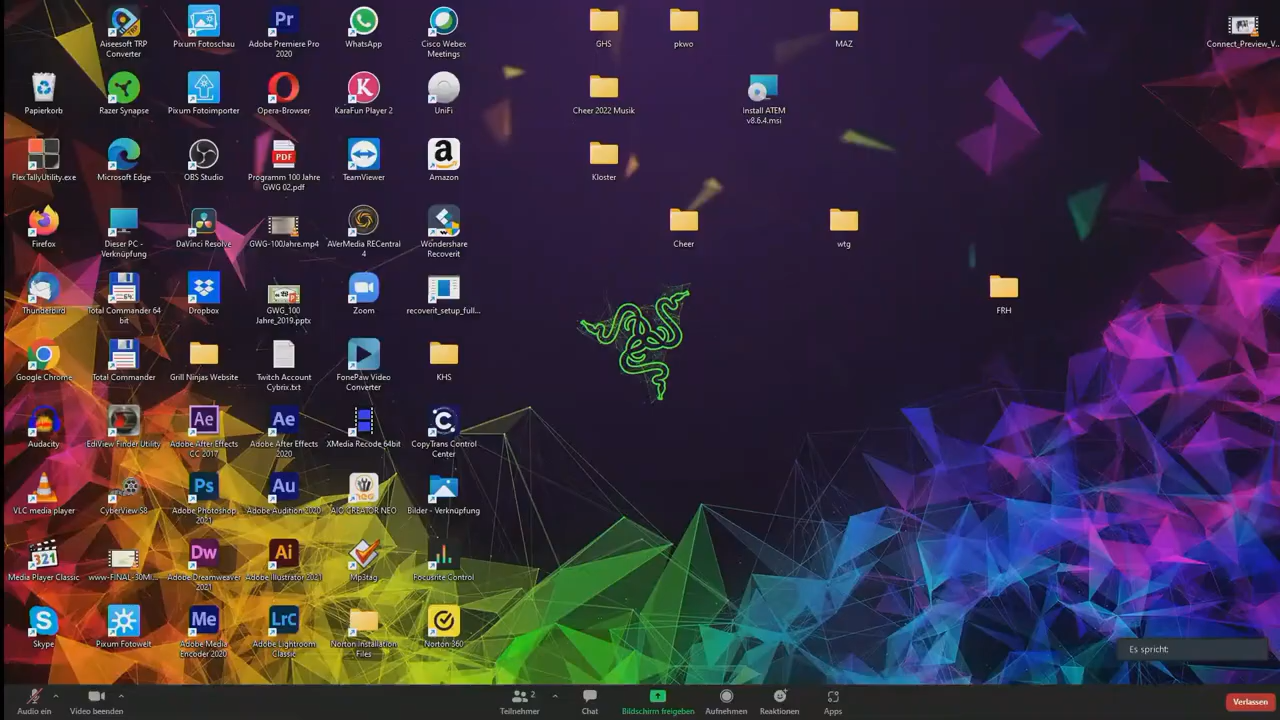 Aiseesoft TRP
Converter
Pixum Fotoschau
Adobe Premiere Pro
2020
WhatsApp
Cisco Webex
Meetings
GHS
pkwo
MAZ
Connect_Preview_V...
Papierkorb
Razer Synapse
Pixum Fotoimporter
Opera-Browser
KaraFun Player 2
UniFi
Cheer 2022 Musik
Install ATEM
v8.6.4.msi
FlexTallyUtility.exe
Microsoft Edge
OBS Studio
Programm 100 Jahre
GWG 02.pdf
TeamViewer
Amazon
Kloster
Firefox
Dieser PC -
Verknüpfung
DaVinci Resolve
GWG-100Jahre.mp4
AVerMedia RECentral
4
Wondershare
Recoverit
Cheer
wtg
Thunderbird
Total Commander 64
bit
Dropbox
GWG_100
Jahre_2019.pptx
Zoom
recoverit_setup_full...
FRH
Google Chrome
Total Commander
Grill Ninjas Website
Twitch Account
Cybrix.txt
FonePaw Video
Converter
KHS
Audacity
EdiView Finder Utility
Adobe After Effects
CC 2017
Adobe After Effects
2020
XMedia Recode 64bit
CopyTrans Control
Center
VLC media player
CyberView S8
Adobe Photoshop
2021
Adobe Audition 2020
AIO CREATOR NEO
Bilder - Verknüpfung
Media Player Classic
www-FINAL-30MI...
Adobe Dreamweaver
2021
Adobe Illustrator 2021
Mp3tag
Focusrite Control
Skype
Pixum Fotowelt
Adobe Media
Encoder 2020
Adobe Lightroom
Classic
Norton Installation
Files
Norton 360
Es spricht:
Audio ein
Video beenden
Teilnehmer
2
Chat
Bildschirm freigeben
Aufnehmen
Reaktionen
Apps
Verlassen